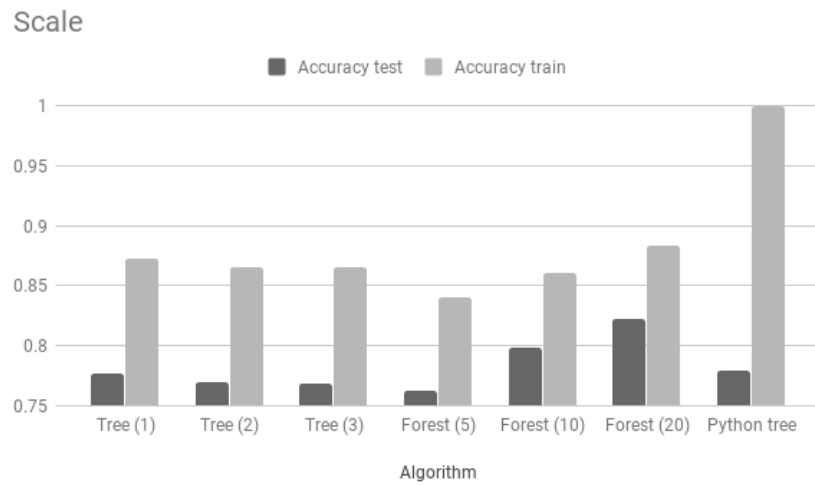 Scale
Accuracy test Accuracy train
1
0.95
0.9
0.85
0.8
0.75
Tree (1) Tree (2) Tree (3) Forest (5) Forest (10) Forest (20) Python tree
Algorithm